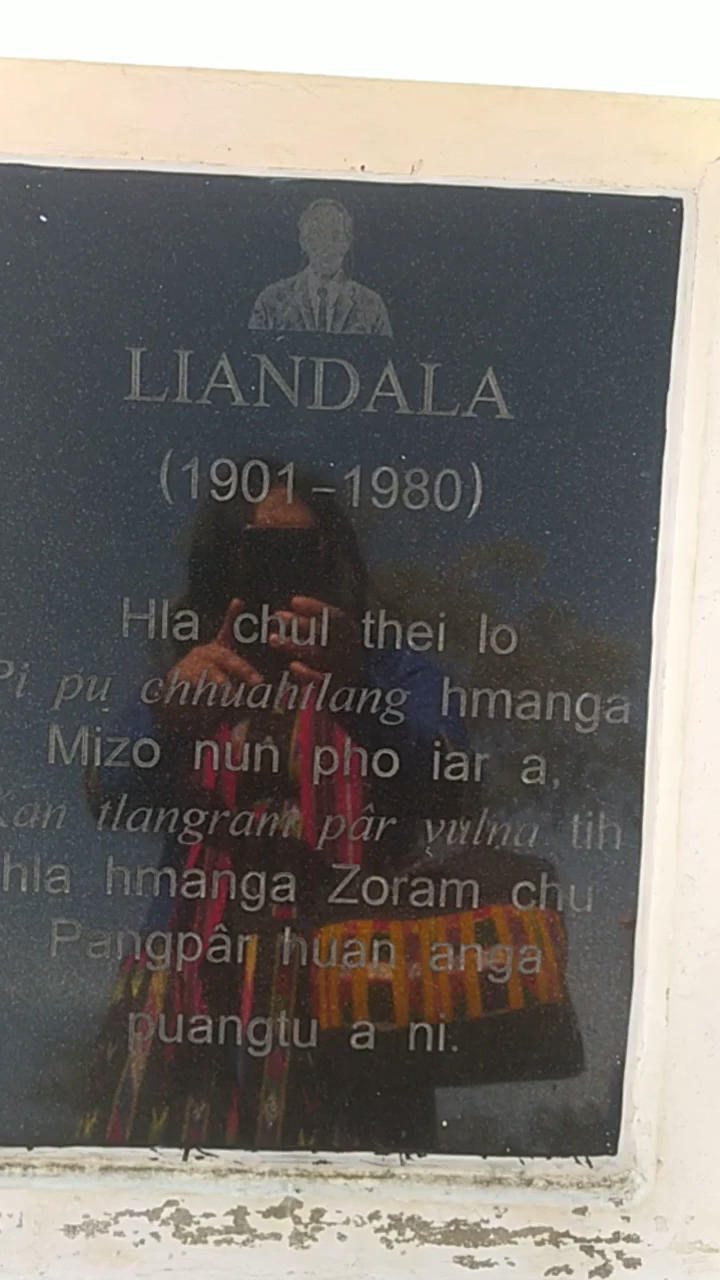 LIANDALA
(1901-1980)
Hla chul thei lo
Pi pu chhuahtlang hmanga
Mizo nun pho iar a,
Kan tlangram pâr vulna tih
hla hmanga Zoram chu
Pangpâr huan anga
puangtu a ni.